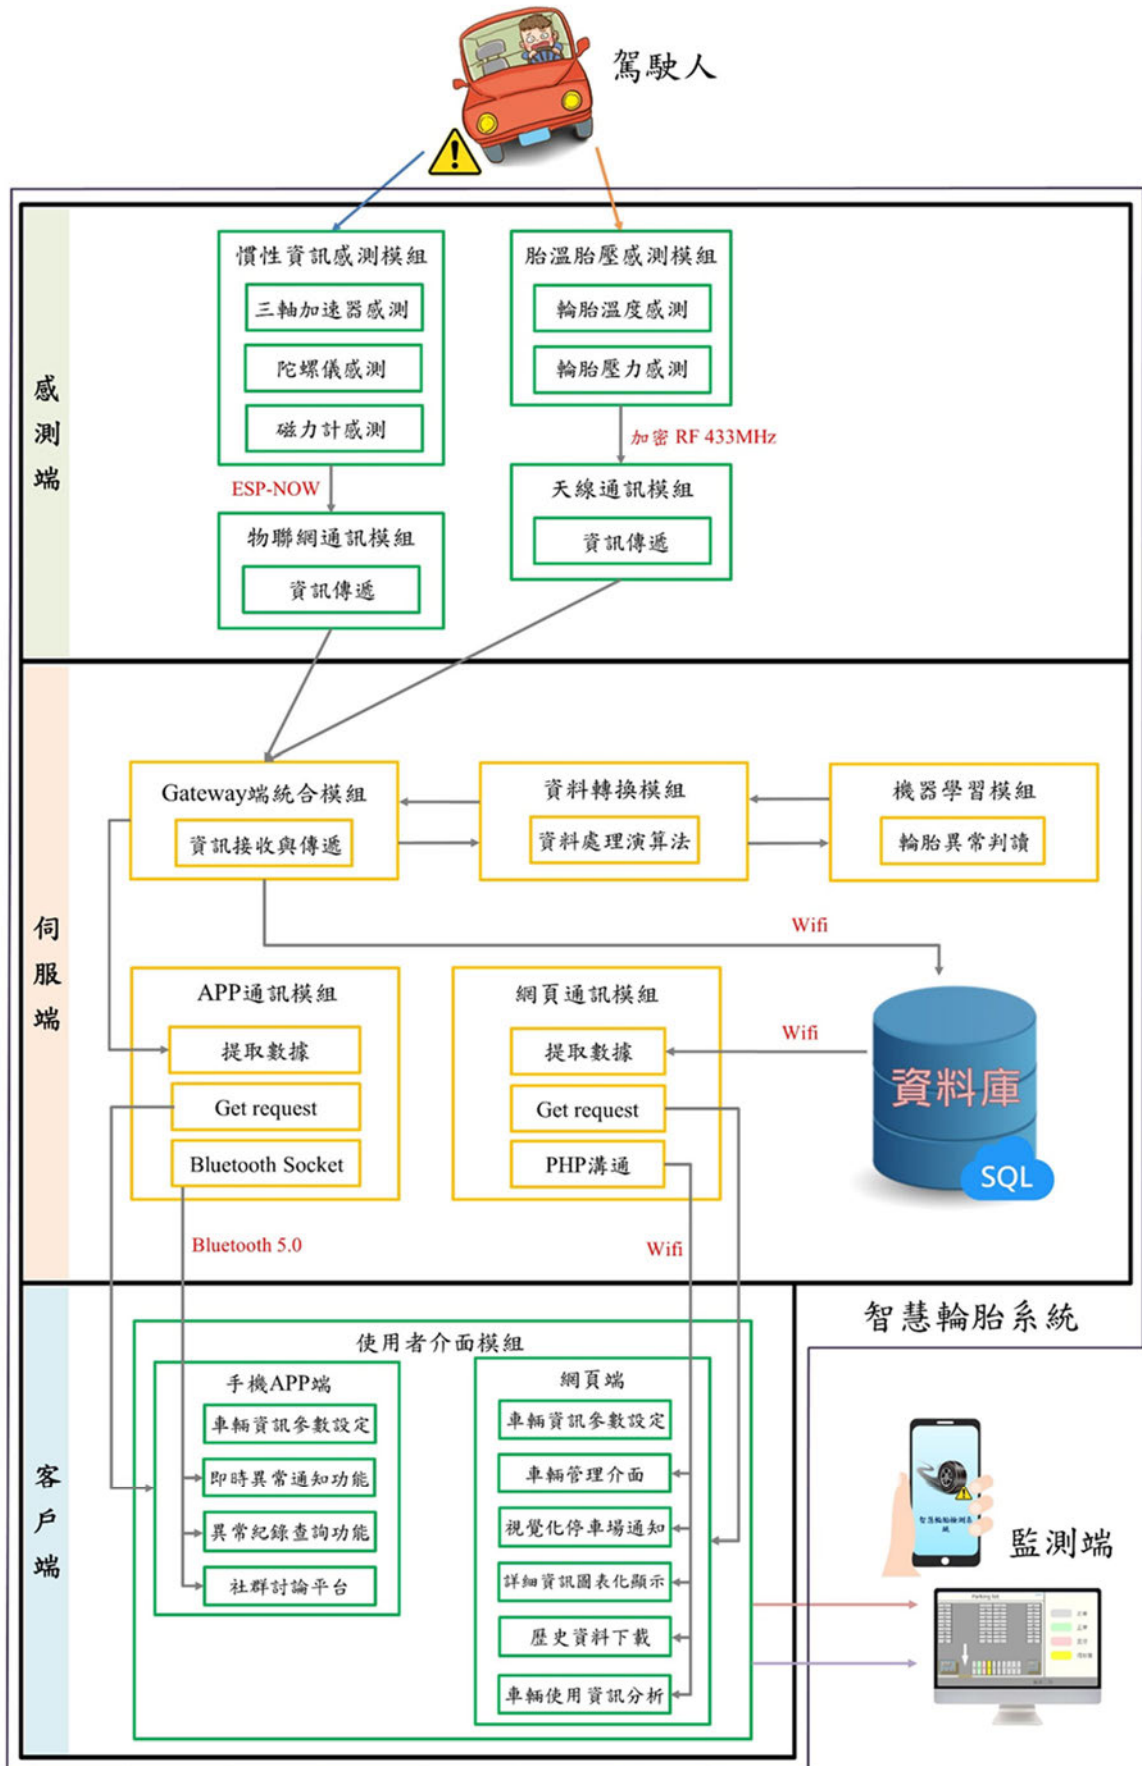 駕駛人
感測端
慣性資訊感測模組
三軸加速器感測
陀螺儀感測
磁力計感測
ESP-NOW
物聯網通訊模組
資訊傳遞
胎溫胎壓感測模組
輪胎溫度感測
輪胎壓力感測
加密 RF 433MHz
天線通訊模組
資訊傳遞
伺服端
Gateway端統合模組
資訊接收與傳遞
資料轉換模組
資料處理演算法
機器學習模組
輪胎異常判讀
Wifi
APP通訊模組
提取數據
Get request
Bluetooth Socket
網頁通訊模組
提取數據
Get request
PHP溝通
Wifi
資料庫
SQL
Bluetooth 5.0
Wifi
客戶端
使用者介面模組
手機APP端
車輛資訊參數設定
即時異常通知功能
異常紀錄查詢功能
社群討論平台
網頁端
車輛資訊參數設定
車輛管理介面
視覺化停車場通知
詳細資訊圖表化顯示
歷史資料下載
車輛使用資訊分析
智慧輪胎系統
智慧輪胎檢測系
統
監測端
Parking lot